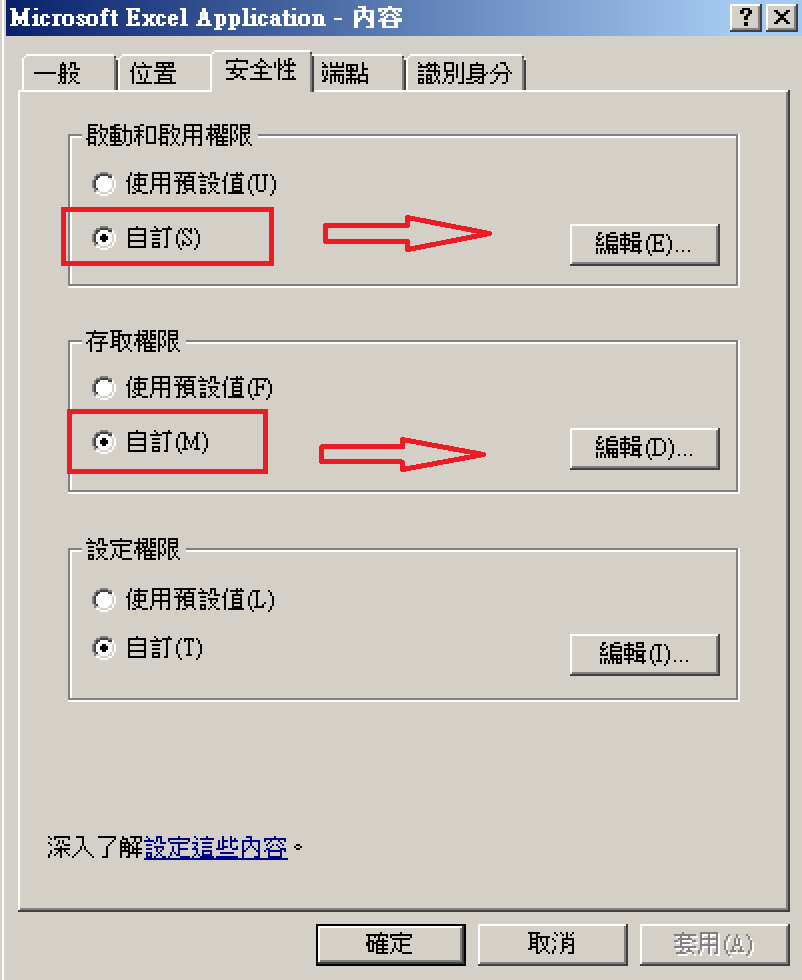 Microsoft Excel Application - 內容
一般 位置 安全性 端點 識別身分
啟動和啟用權限
使用預設值(U)
自訂(S)
編輯(E)...
存取權限
使用預設值(F)
自訂(M)
編輯(D)...
設定權限
使用預設值(L)
自訂(T)
編輯(I)...
深入了解設定這些內容。
確定 取消 套用(A)